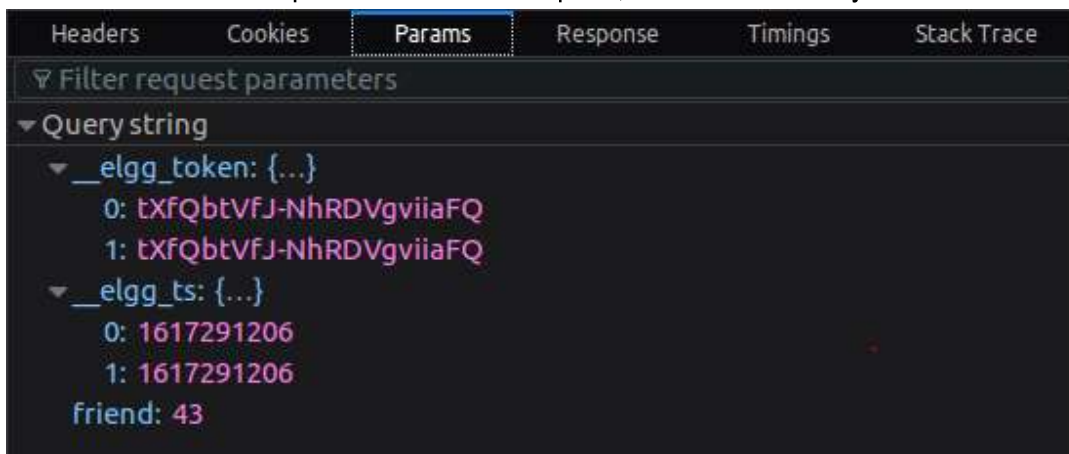 Headers Cookies Params Response Timings Stack Trace
Filter request parameters
Query string
__elgg_token: {…}
0: tXfQbtVfJ-NhRDVgviiaFQ
1: tXfQbtVfJ-NhRDVgviiaFQ
__elgg_ts: {…}
0: 1617291206
1: 1617291206
friend: 43